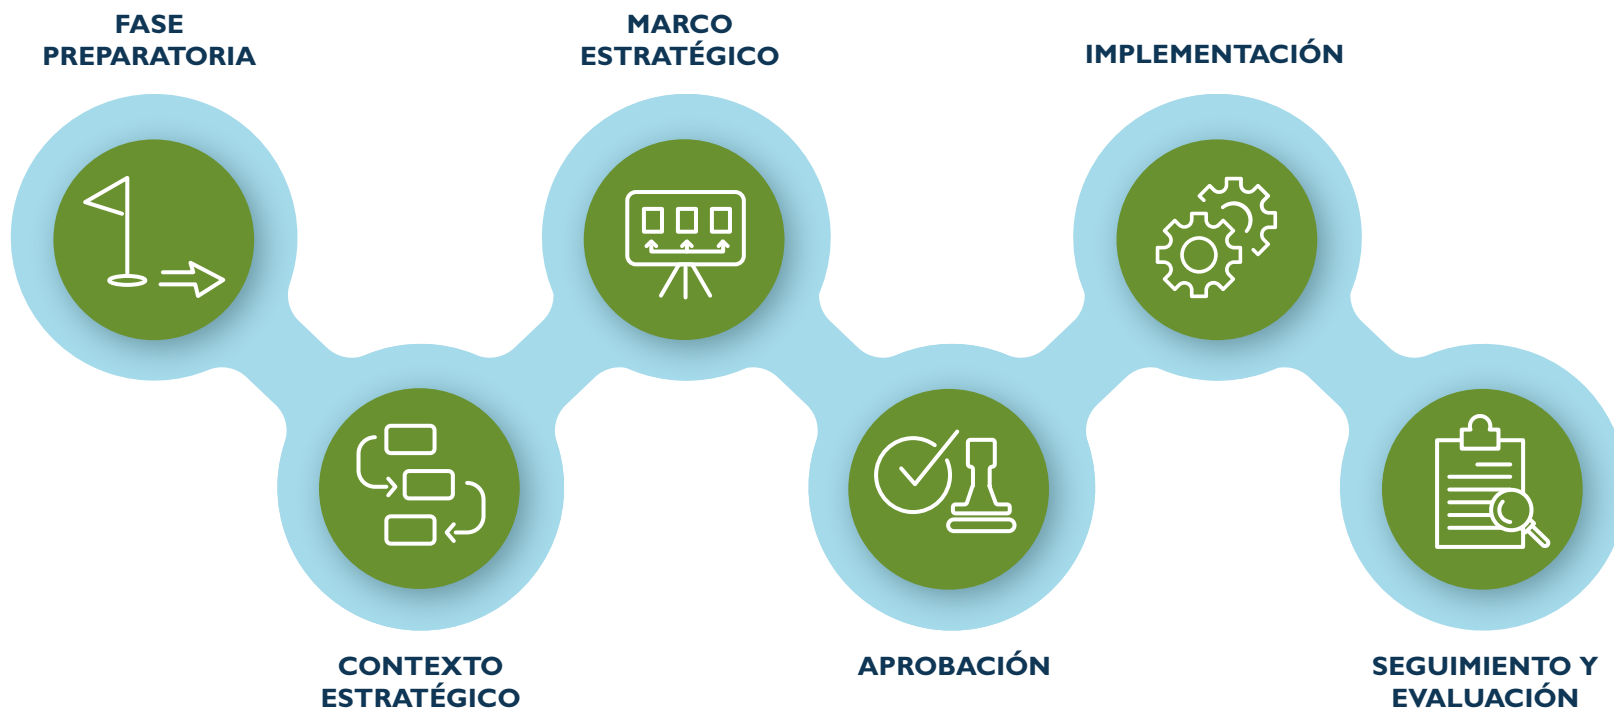 FASE
PREPARATORIA
CONTEXTO
ESTRATÉGICO
MARCO
ESTRATÉGICO
APROBACIÓN
IMPLEMENTACIÓN
SEGUIMIENTO Y
EVALUACIÓN